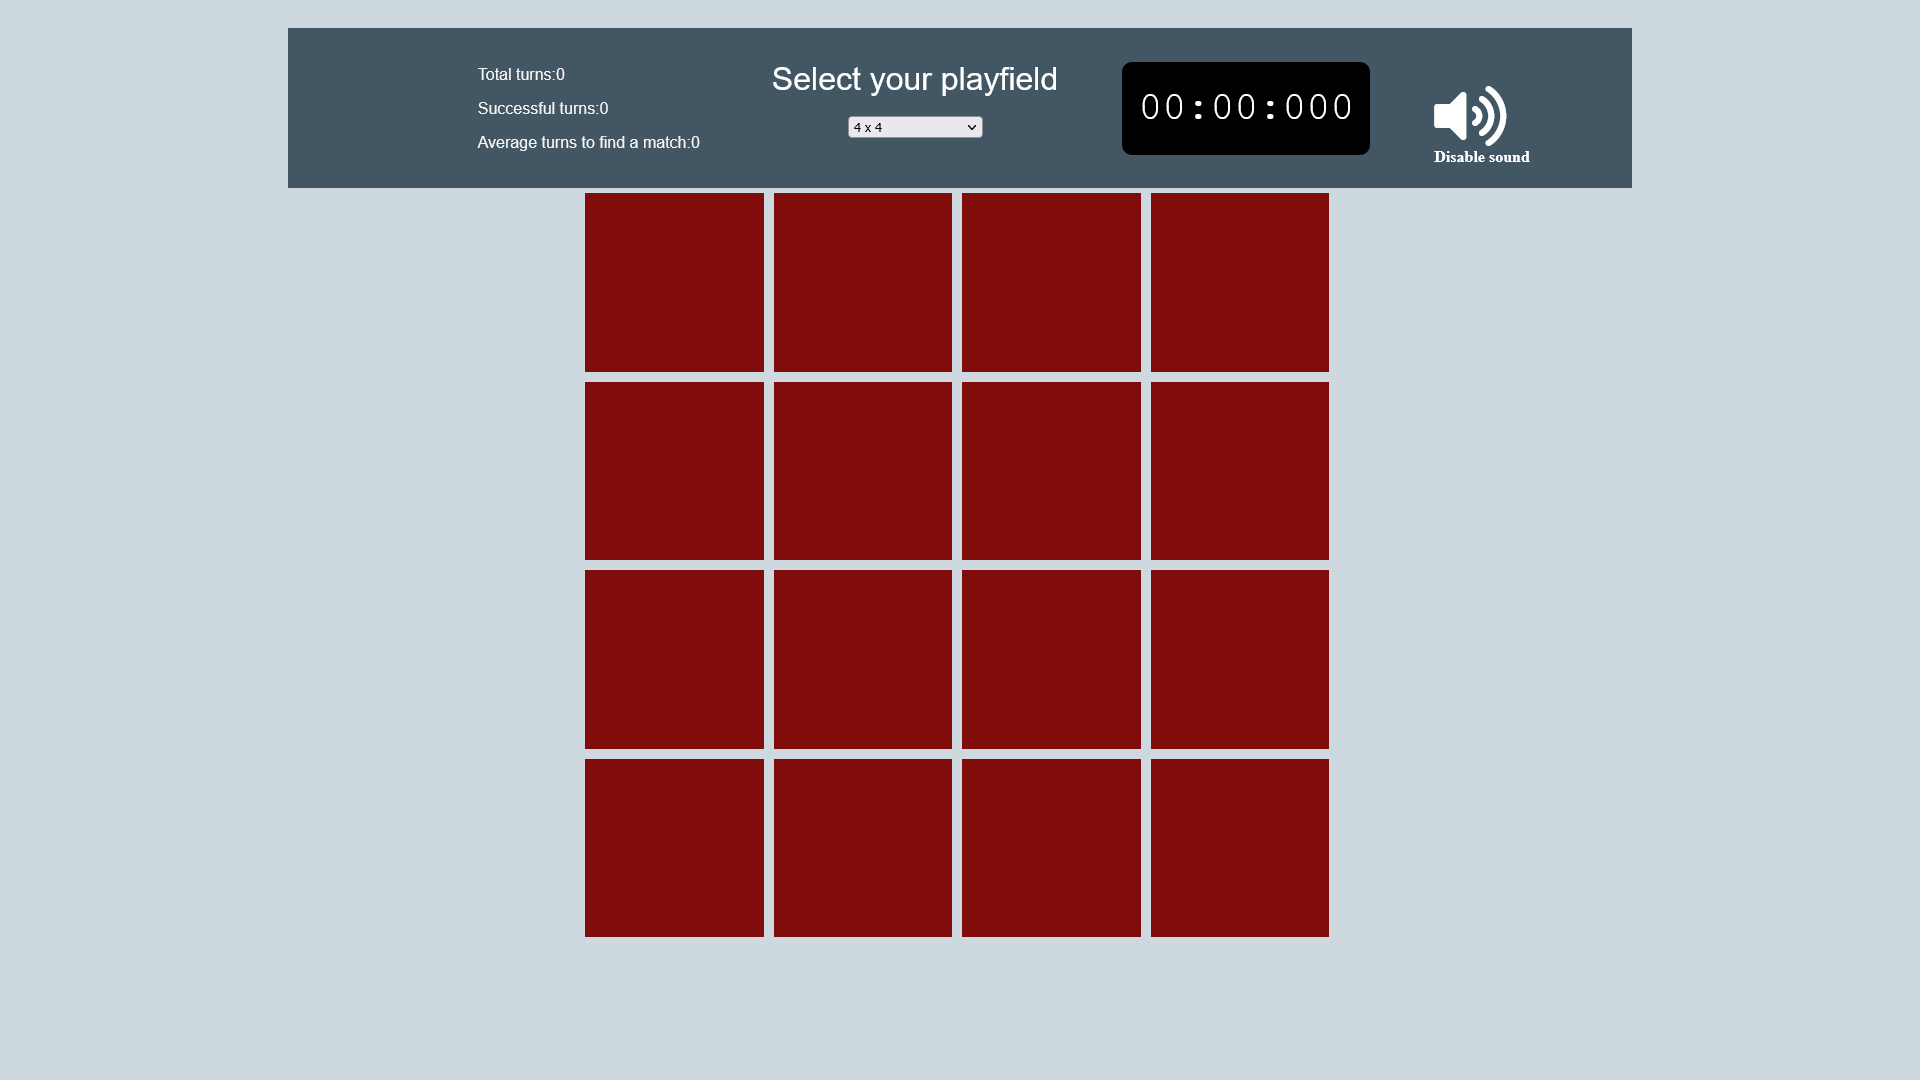 Total turns:0
Successful turns:0
Average turns to find a match:0
Select your playfield
4 x 4
00:00:000
Disable sound